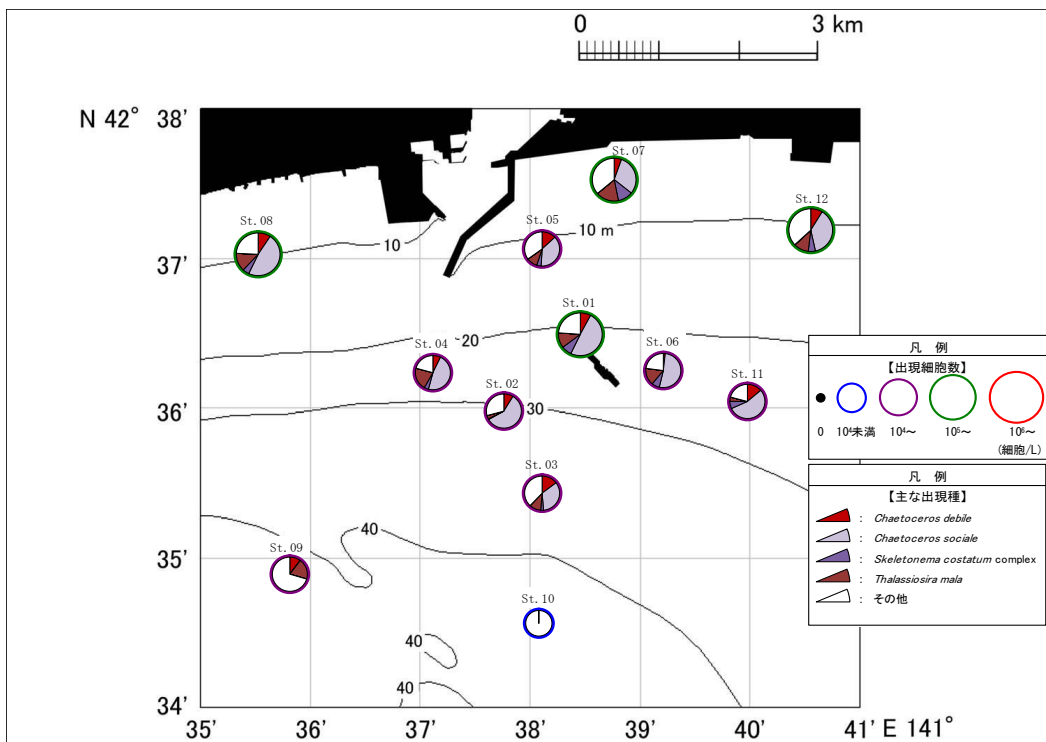 0 3 km
N 42° 38'
St.07
St.12
St.08
St.05
10 m
10
37'
St.01
20
St.04
St.06
St.11
St.02
36'
30
St.03
40
St.09
35'
St.10
40
40
34'
35' 36' 37' 38' 39' 40' 41' E 141°
凡 例
【出現細胞数】
0 10⁴未満 10⁴～ 10⁵～ 10⁶～
(細胞/L)
凡 例
【主な出現種】
: Chaetoceros debile
: Chaetoceros sociale
: Skeletonema costatum complex
: Thalassiosira mala
: その他